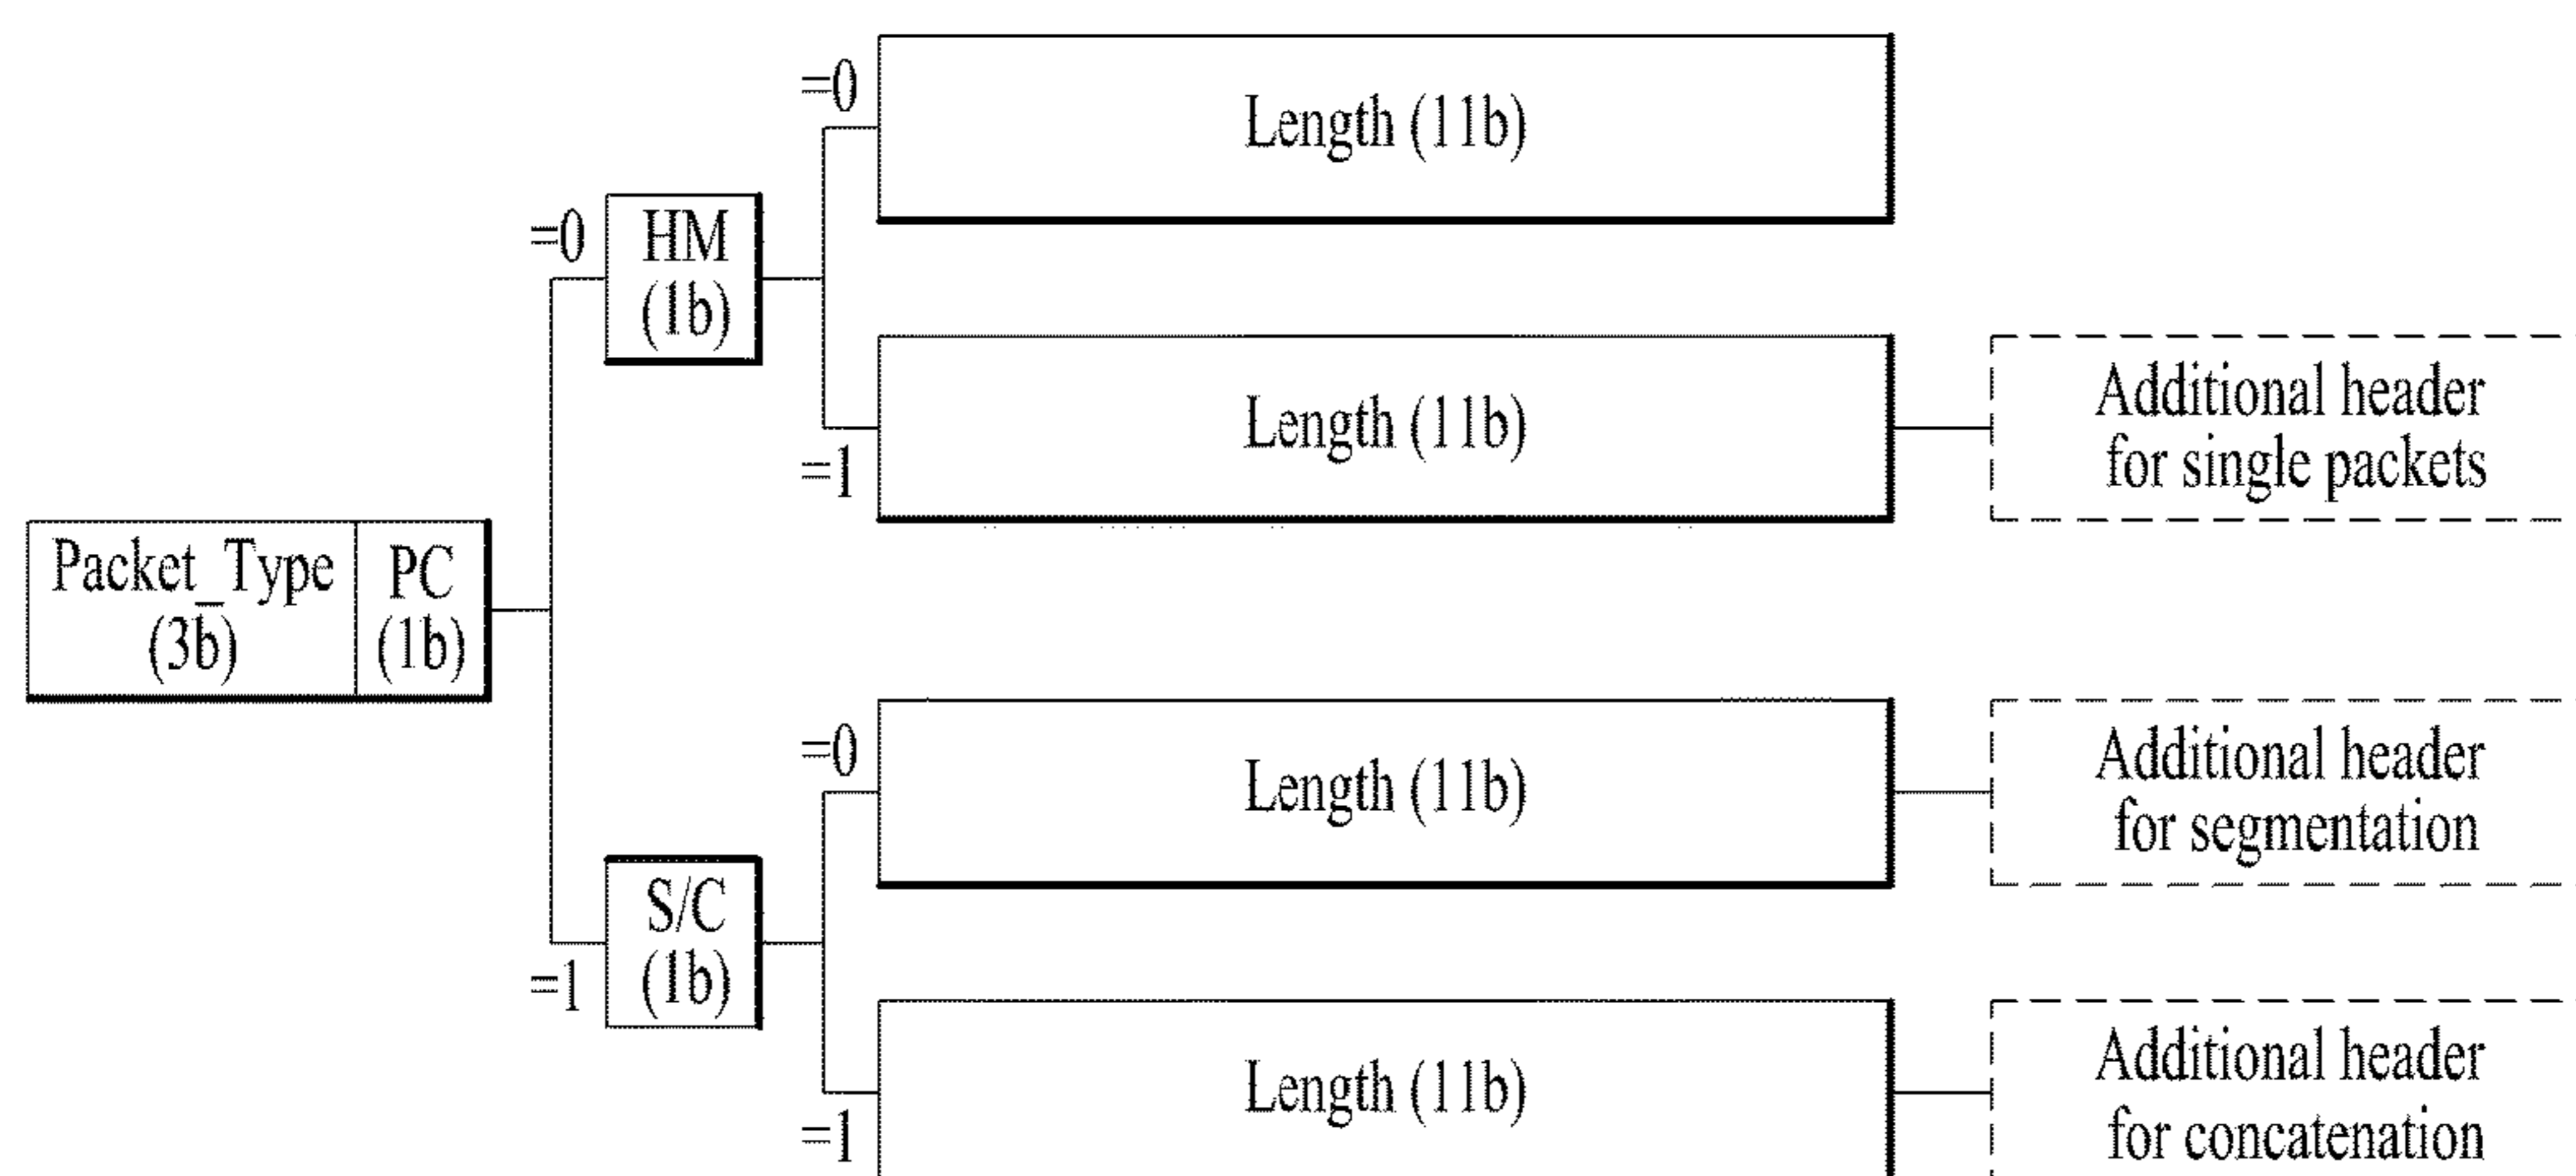 =0
Length (11b)
=0
HM
(1b)
=1
Length (11b)
Additional header
for single packets
Packet_Type
(3b)
PC
(1b)
=0
Length (11b)
Additional header
for segmentation
=1
S/C
(1b)
=1
Length (11b)
Additional header
for concatenation